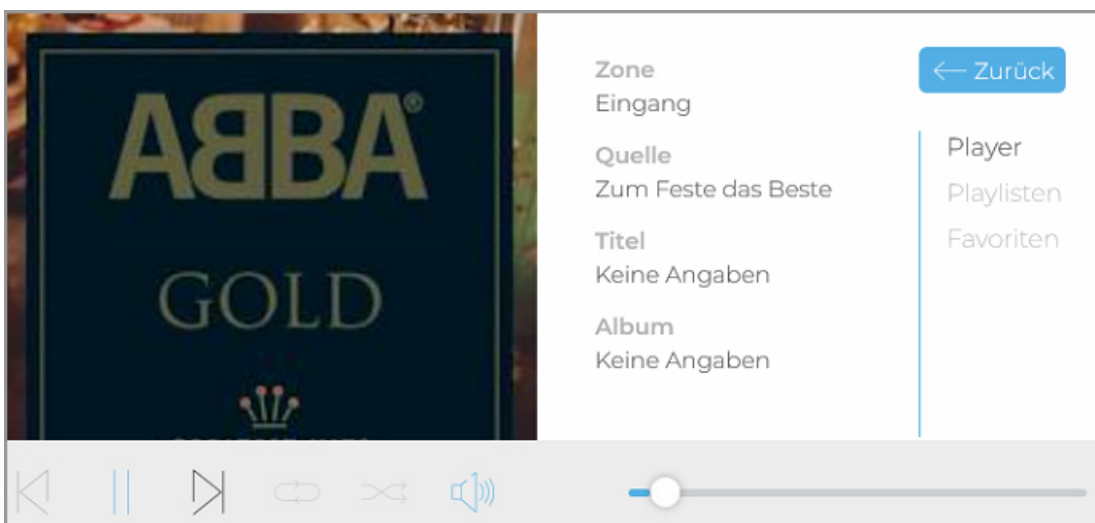 ABBA®
GOLD
Zone
Eingang
Quelle
Zum Feste das Beste
Titel
Keine Angaben
Album
Keine Angaben
← Zurück
Player
Playlisten
Favoriten